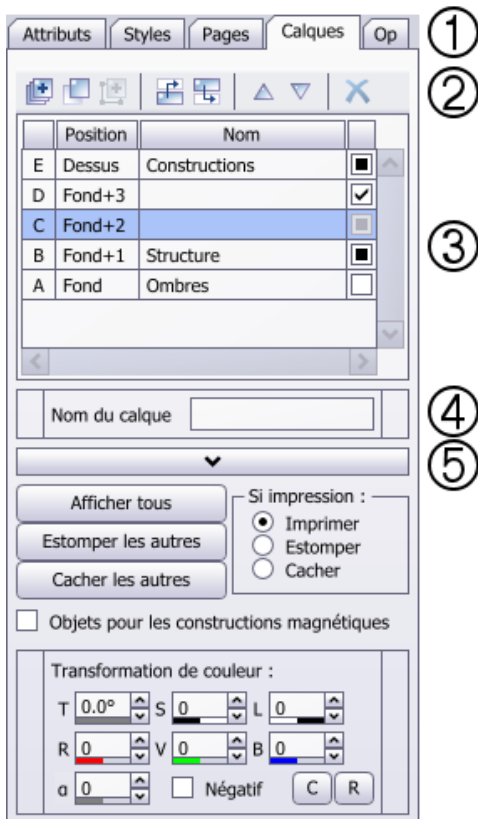 Attributs Styles Pages Calques Op ①
②
Position Nom
E Dessus Constructions
D Fond+3
C Fond+2
B Fond+1 Structure
A Fond Ombres
③
Nom du calque ④
⑤
Afficher tous Si impression :
Imprimer
Estomper les autres Estomper
Cacher les autres Cacher
Objets pour les constructions magnétiques
Transformation de couleur :
T 0.0° S 0 L 0
R 0 V 0 B 0
α 0 Négatif C R